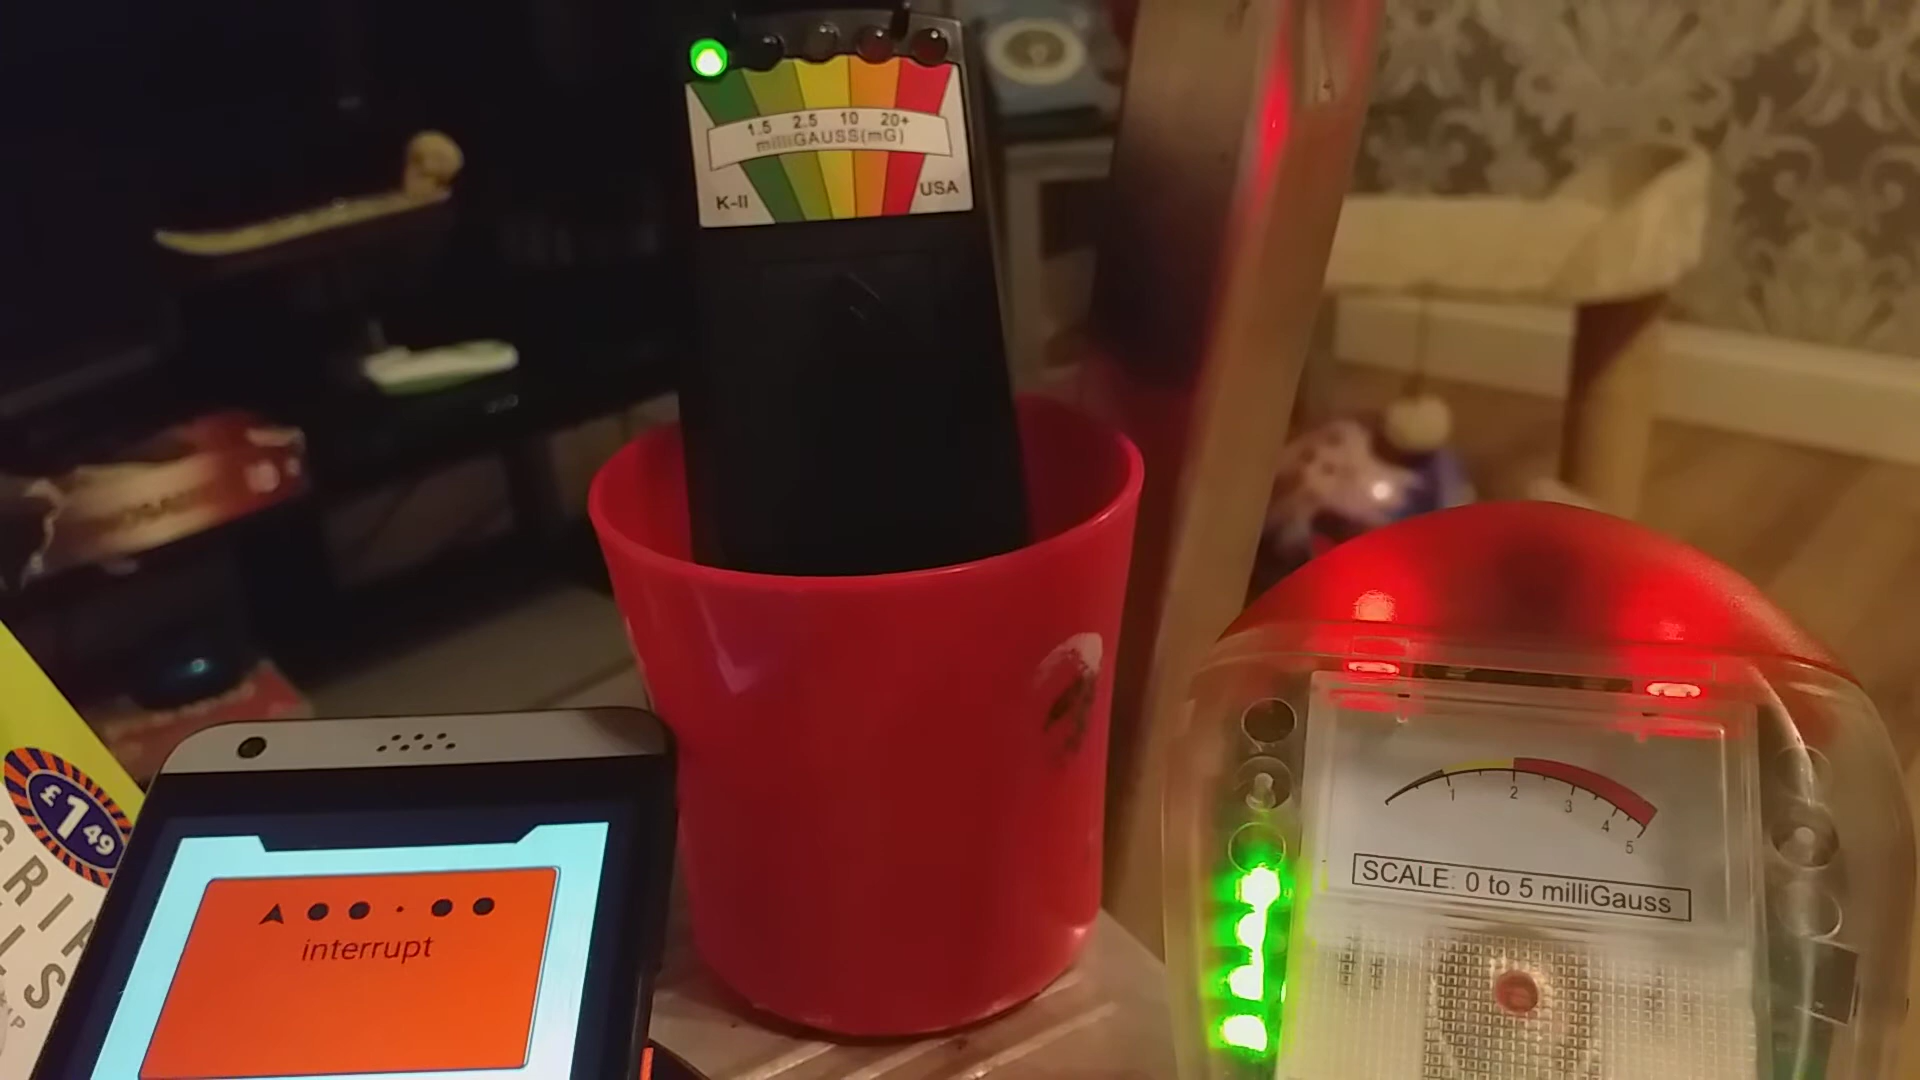 1.5 2.5 10 20+
milliGAUSS(mG)
K-II
USA
£1.49
interrupt
1 2 3 4 5
SCALE: 0 to 5 milliGauss